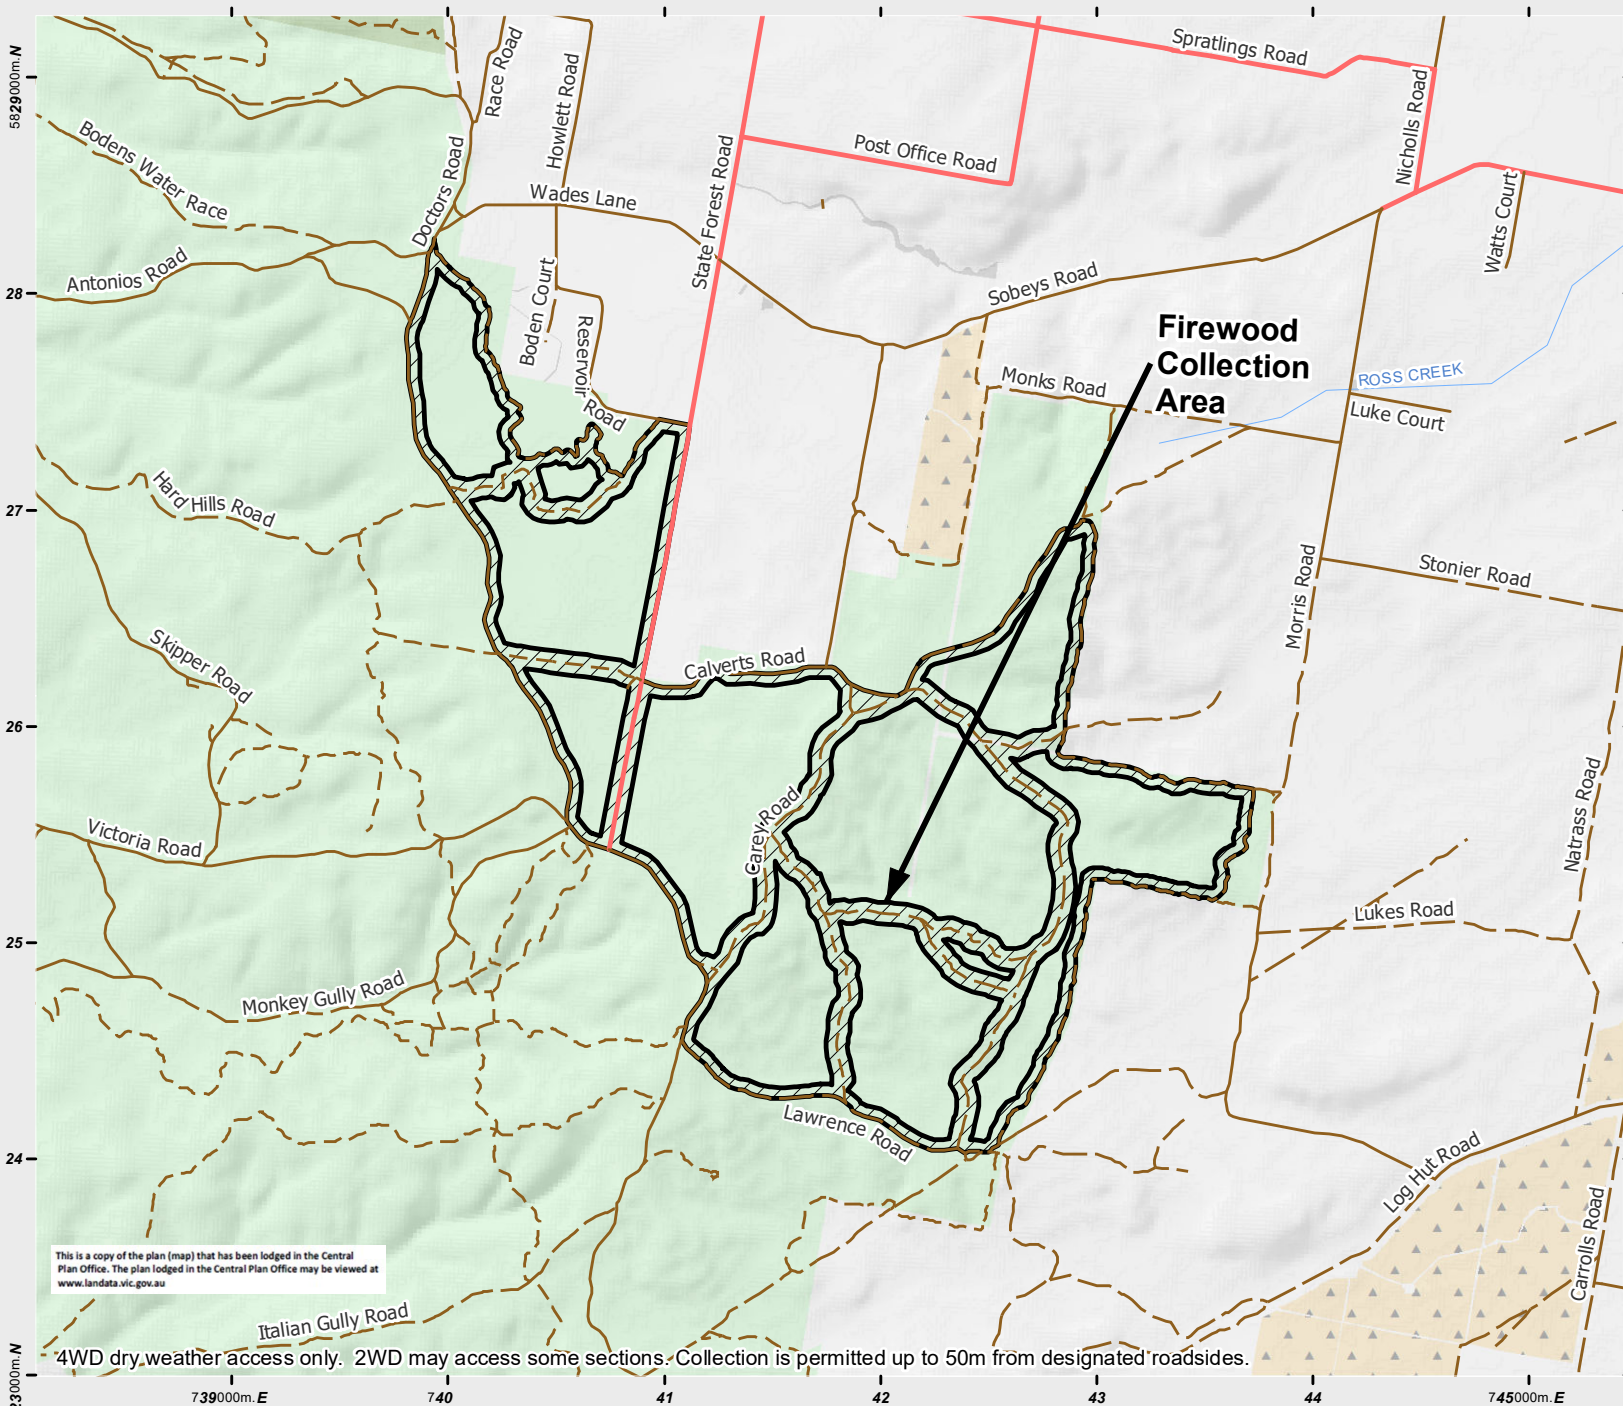 5829000m.N
28
27
26
25
24
23000m.N
Race Road
Howlett Road
Spratlings Road
Nicholls Road
Post Office Road
Bodens Water Race
Doctors Road
Wades Lane
State Forest Road
Watts Court
Antonios Road
Boden Court
Reservoir Road
Sobeys Road
Firewood
Collection
Area
Monks Road
ROSS CREEK
Luke Court
Hard Hills Road
Morris Road
Stonier Road
Skipper Road
Calverts Road
Victoria Road
Carey Road
Natrass Road
Lukes Road
Monkey Gully Road
Lawrence Road
Log Hut Road
Carrolls Road
This is a copy of the plan (map) that has been lodged in the Central
Plan Office. The plan lodged in the Central Plan Office may be viewed at
www.landata.vic.gov.au
Italian Gully Road
4WD dry weather access only. 2WD may access some sections. Collection is permitted up to 50m from designated roadsides.
739000m.E
740
41
42
43
44
745000m.E